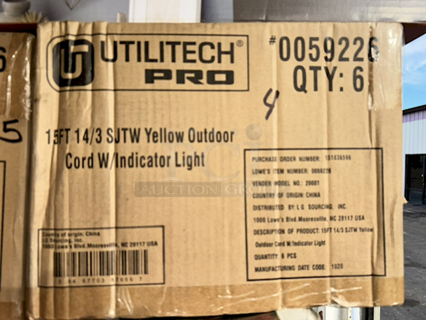 UTILITECH®
PRO
#0059226
QTY: 6
4
5
15FT 14/3 SJTW Yellow Outdoor
Cord W/Indicator Light
AUCTION GRO
PURCHASE ORDER NUMBER:
LOWE'S ITEM NUMBER: 0059226
VENDOR MODEL NO:
COUNTRY OF ORIGIN: CHINA
DISTRIBUTED BY: L G SOURCING, INC.
1000 Lowe's Blvd. Mooresville, NC 28117 USA
DESCRIPTION OF PRODUCT: 15FT 14/3 SJTW Yellow
Outdoor Cord W/Indicator Light
QUANTITY: 6 PCS
MANUFACTURING DATE CODE: 1020
Country of origin: China
LG Sourcing, Inc.
1000 Lowe's Blvd. Mooresville, NC 28117 USA